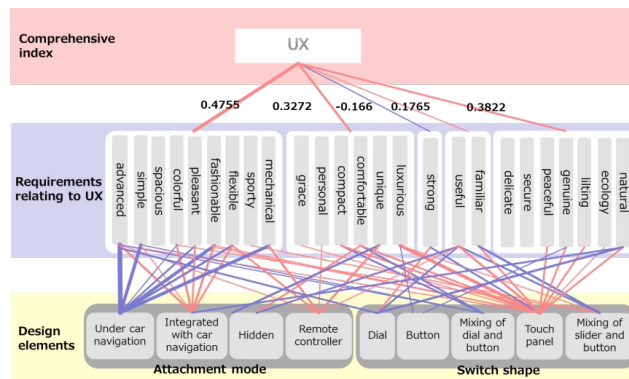 Comprehensive
index
UX
0.4755
0.3272
-0.166
0.1765
0.3822
Requirements
relating to UX
advanced
simple
spacious
colorful
pleasant
fashionable
flexible
sporty
mechanical
grace
personal
compact
comfortable
unique
luxurious
strong
useful
familiar
delicate
secure
peaceful
genuine
lilting
ecology
natural
Design
elements
Under car
navigation
Integrated
with car
navigation
Hidden
Remote
controller
Attachment mode
Dial
Button
Mixing of
dial and
button
Touch
panel
Mixing of
slider and
button
Switch shape